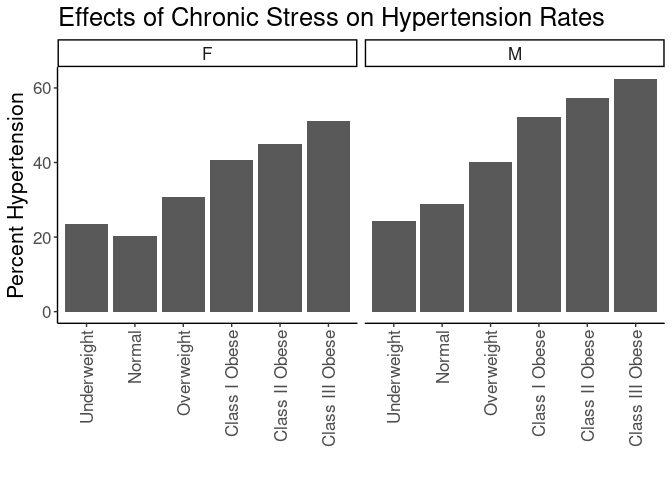 Effects of Chronic Stress on Hypertension Rates
F
M
Percent Hypertension
60
40
20
0
Underweight
Normal
Overweight
Class I Obese
Class II Obese
Class III Obese
Underweight
Normal
Overweight
Class I Obese
Class II Obese
Class III Obese